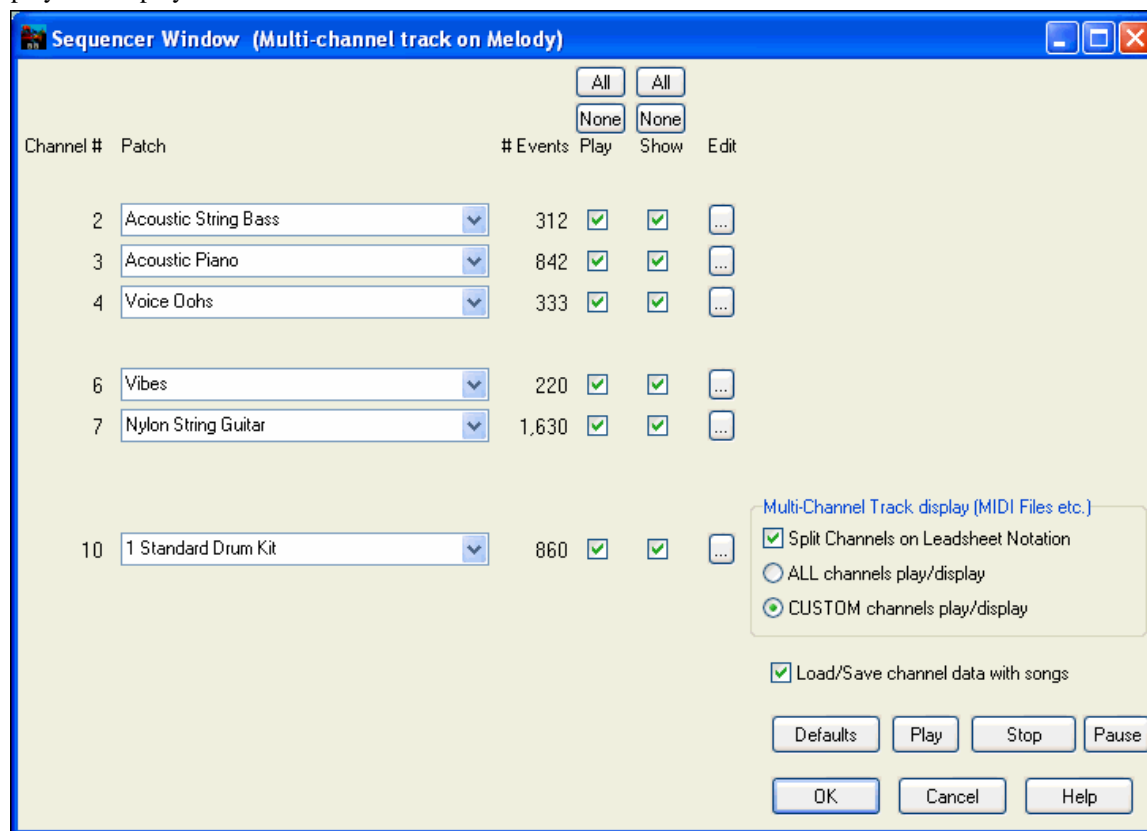 Sequencer Window (Multi-channel track on Melody)
All All
None None
Channel # Patch # Events Play Show Edit
2 Acoustic String Bass 312 ...
3 Acoustic Piano 842 ...
4 Voice Oohs 333 ...
6 Vibes 220 ...
7 Nylon String Guitar 1,630 ...
Multi-Channel Track display (MIDI Files etc.)
Split Channels on Leadsheet Notation
10 1 Standard Drum Kit 860 ...
ALL channels play/display
CUSTOM channels play/display
Load/Save channel data with songs
Defaults Play Stop Pause
OK Cancel Help